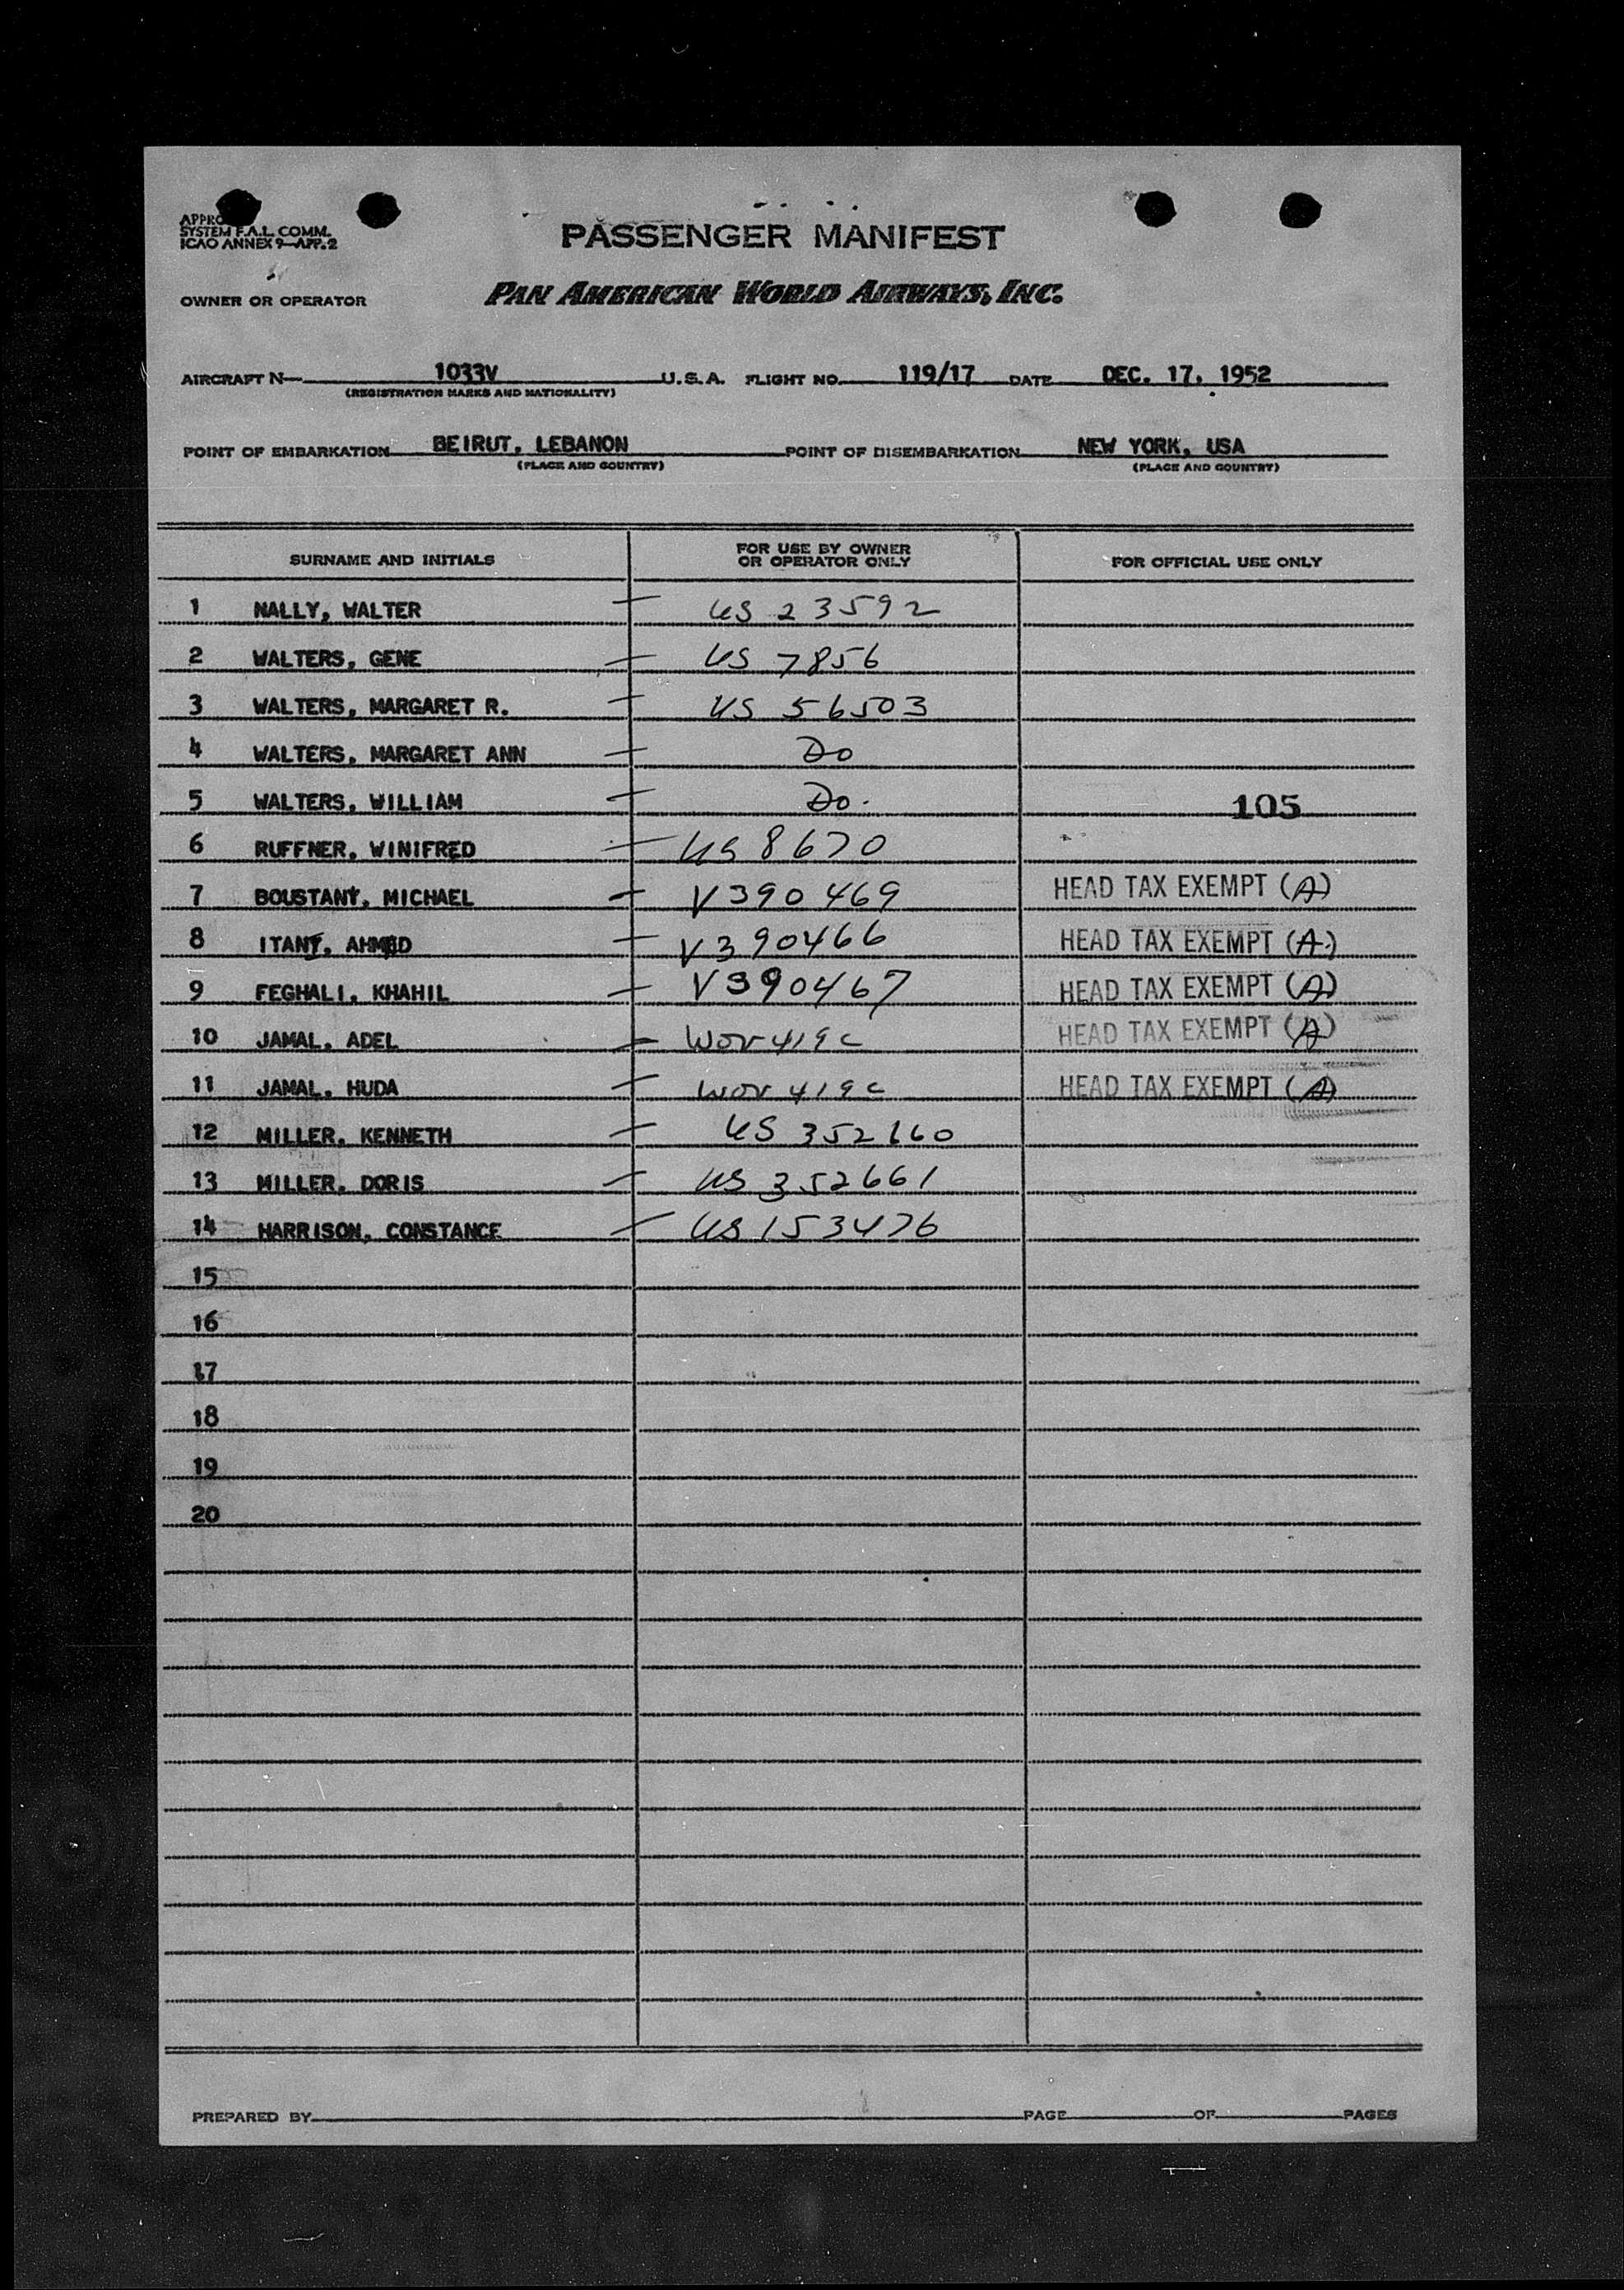 APPRO
SYSTEM F.A.L. COMM.
ICAO ANNEX 9—APP. 2
PASSENGER MANIFEST
OWNER OR OPERATOR PAN AMERICAN WORLD AIRWAYS, INC.
AIRCRAFT N— 1033V U.S.A. FLIGHT NO. 119/17 DATE DEC. 17, 1952
(REGISTRATION MARKS AND NATIONALITY)
POINT OF EMBARKATION BEIRUT, LEBANON POINT OF DISEMBARKATION NEW YORK, USA
(PLACE AND COUNTRY) (PLACE AND COUNTRY)
SURNAME AND INITIALS FOR USE BY OWNER OR OPERATOR ONLY FOR OFFICIAL USE ONLY
1 NALLY, WALTER — US 23592
2 WALTERS, GENE — US 7856
3 WALTERS, MARGARET R. — US 56503
4 WALTERS, MARGARET ANN — Do
5 WALTERS, WILLIAM — Do. 105
6 RUFFNER, WINIFRED — US 8670
7 BOUSTANY, MICHAEL — V390469 HEAD TAX EXEMPT (A)
8 ITANY, AHMED — V390466 HEAD TAX EXEMPT (A)
9 FEGHALI, KHAHIL — V390467 HEAD TAX EXEMPT (A)
10 JAMAL, ADEL — HEAD TAX EXEMPT (A)
11 JAMAL, HUDA — HEAD TAX EXEMPT (A)
12 MILLER, KENNETH — US 352660
13 MILLER, DORIS — US 352661
14 HARRISON, CONSTANCE — US 153476
15
16
17
18
19
20
PREPARED BY PAGE OF PAGES